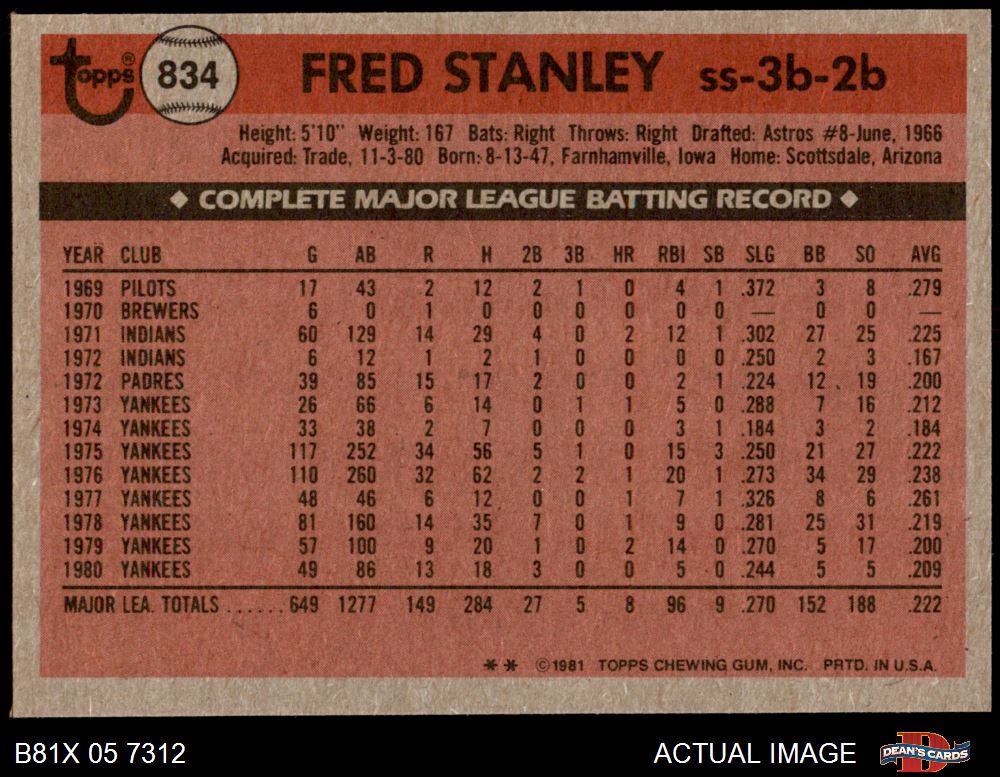 Topps® 834 FRED STANLEY ss-3b-2b
Height: 5'10" Weight: 167 Bats: Right Throws: Right Drafted: Astros #8-June, 1966
Acquired: Trade, 11-3-80 Born: 8-13-47, Farnhamville, Iowa Home: Scottsdale, Arizona
◆ COMPLETE MAJOR LEAGUE BATTING RECORD ◆
YEAR CLUB G AB R H 2B 3B HR RBI SB SLG BB SO AVG
1969 PILOTS 17 43 2 12 2 1 0 4 1 .372 3 8 .279
1970 BREWERS 6 0 1 0 0 0 0 0 0 — 0 0 —
1971 INDIANS 60 129 14 29 4 0 2 12 1 .302 27 25 .225
1972 INDIANS 6 12 1 2 1 0 0 0 0 .250 2 3 .167
1972 PADRES 39 85 15 17 2 0 0 2 1 .224 12 19 .200
1973 YANKEES 26 66 6 14 0 1 1 5 0 .288 7 16 .212
1974 YANKEES 33 38 2 7 0 0 0 3 1 .184 3 2 .184
1975 YANKEES 117 252 34 56 5 1 0 15 3 .250 21 27 .222
1976 YANKEES 110 260 32 62 2 2 1 20 1 .273 34 29 .238
1977 YANKEES 48 46 6 12 0 0 1 7 1 .326 8 6 .261
1978 YANKEES 81 160 14 35 7 0 1 9 0 .281 25 31 .219
1979 YANKEES 57 100 9 20 1 0 2 14 0 .270 5 17 .200
1980 YANKEES 49 86 13 18 3 0 0 5 0 .244 5 5 .209
MAJOR LEA. TOTALS ...... 649 1277 149 284 27 5 8 96 9 .270 152 188 .222
** ©1981 TOPPS CHEWING GUM, INC. PRTD. IN U.S.A.
B81X 05 7312 ACTUAL IMAGE D DEAN'S CARDS